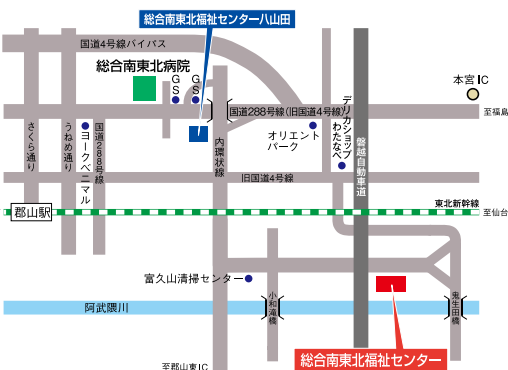 総合南東北福祉センター八山田
国道4号線バイパス
総合南東北病院
GS
GS
本宮IC
国道288号線(旧国道4号線)
至福島
さくら通り
うねめ通り
ヨークベニマル
国道288号線
内環状線
オリエント
パーク
デリカショップ
わたなべ
磐越自動車道
旧国道4号線
東北新幹線
郡山駅
至仙台
富久山清掃センター
阿武隈川
小和滝橋
鬼生田橋
総合南東北福祉センター
至郡山東IC